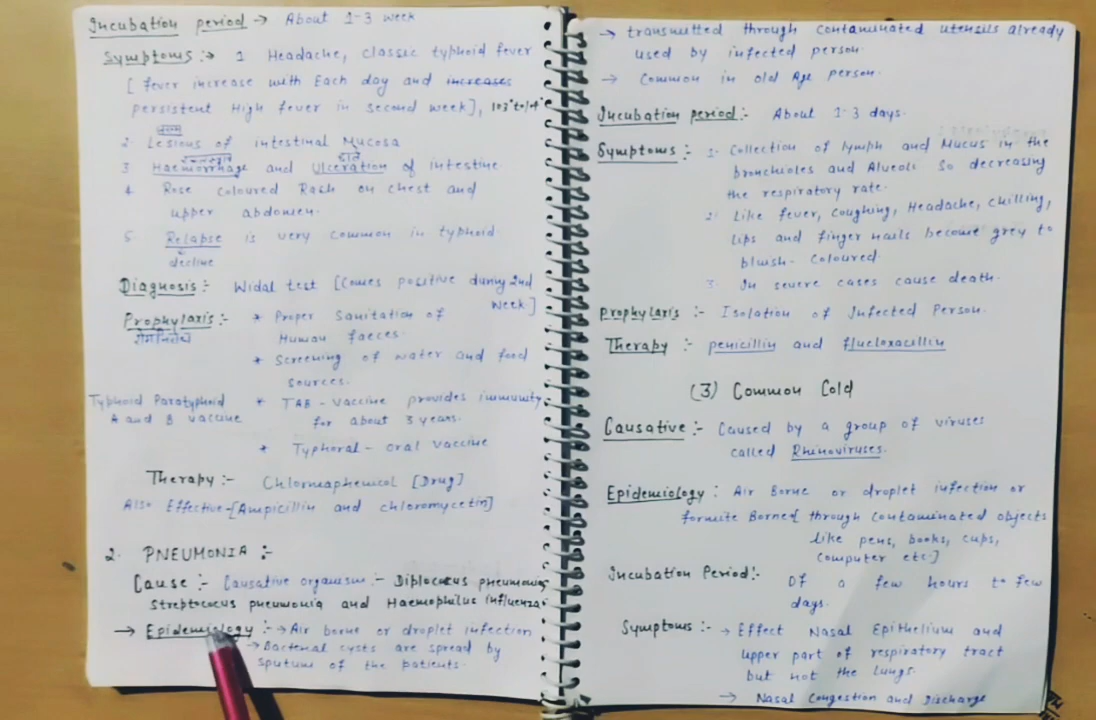 Incubation period → About 1-3 week
Symptoms :→ 1 Headache, classic typhoid fever
[ fever increase with Each day and increases
persistent High fever in second week], 103° to 104°
2. Lesions of intestinal Mucosa
3 Haemorrhage and Ulceration of intestine
4 Rose Coloured Rash on chest and
upper abdomen.
5 Relapse is very common in typhoid
decline
Diagnosis :- Widal test [Comes positive during 2nd
week]
Prophylaxis :- * Proper Sanitation of
रोगनिरोध
Human faeces.
* Screening of water and food
sources.
Typhoid Paratyphoid
A and B vaccine
* TAB - Vaccine provides immunity
for about 3 years.
* Typhoral - oral vaccine
Therapy :- Chlormaphenicol [Drug]
Also Effective-[Ampicillin and chloromycetin]
2. PNEUMONIA :-
Cause :- Causative organism :- Diplococus pneumonia,
Streptococus pneumonia and Haemophilus influenza
→ Epidemiology :- → Air borne or droplet infection
→ Bacterial cysts are spread by
sputum of the patients.
→ transmitted through contaminated utensils already
used by infected person.
→ Common in old Age person.
Incubation period :- About 1-3 days.
Symptoms :- 1. Collection of lymph and Mucus in the
bronchioles and Alveoli so decreasing
the respiratory rate.
2. Like fever, Coughing, Headache, chilling,
lips and finger nails become grey to
bluish- coloured.
3. In severe cases cause death.
prophylaxis :- Isolation of Infected Person.
Therapy :- penicillin and flucloxacillin
(3) Common Cold
Causative :- Caused by a group of viruses
called Rhinoviruses.
Epidemiology : Air Borne or droplet infection or
formite Borne[ through contaminated objects
like pens, books, cups,
computer etc.]
Incubation Period :- Of a few hours to few
days.
Symptoms :- → Effect Nasal Epithelium and
upper part of respiratory tract
but not the lungs.
→ Nasal Congestion and Discharge